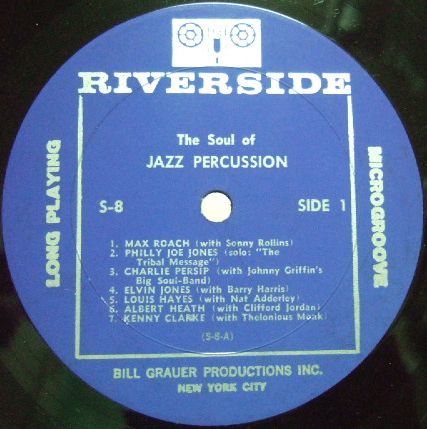 RIVERSIDE
The Soul of
JAZZ PERCUSSION
S-8 SIDE 1
LONG PLAYING
MICROGROOVE
1. MAX ROACH (with Sonny Rollins)
2. PHILLY JOE JONES (solo: "The
Tribal Message")
3. CHARLIE PERSIP (with Johnny Griffin's
Big Soul-Band)
4. ELVIN JONES (with Barry Harris)
5. LOUIS HAYES (with Nat Adderley)
6. ALBERT HEATH (with Clifford Jordan)
7. KENNY CLARKE (with Thelonious Monk)
(S-8-A)
BILL GRAUER PRODUCTIONS INC.
NEW YORK CITY